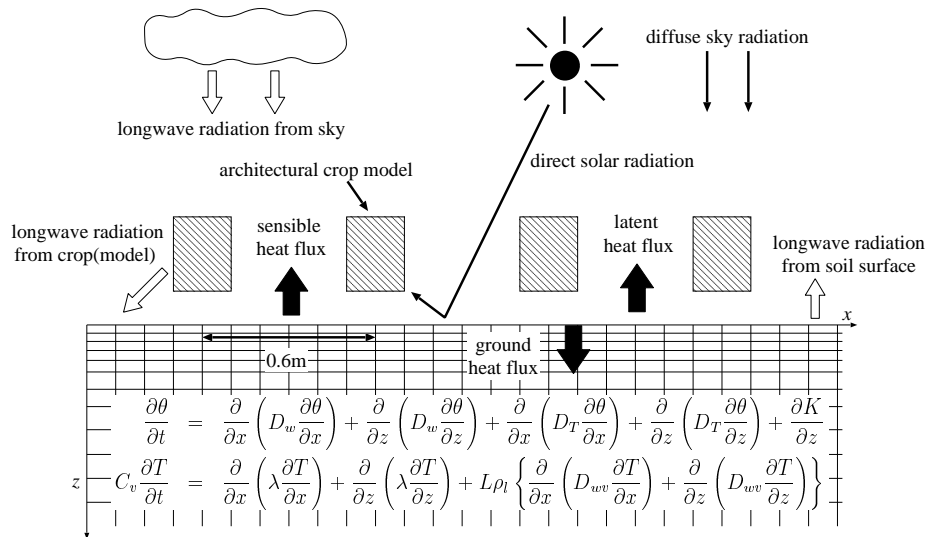 diffuse sky radiation
longwave radiation from sky
direct solar radiation
architectural crop model
longwave radiation
from crop(model)
sensible
heat flux
latent
heat flux
longwave radiation
from soil surface
x
0.6m
ground
heat flux
∂θ/∂t = ∂/∂x (D_w ∂θ/∂x) + ∂/∂z (D_w ∂θ/∂z) + ∂/∂x (D_T ∂θ/∂x) + ∂/∂z (D_T ∂θ/∂z) + ∂K/∂z
z
C_v ∂T/∂t = ∂/∂x (λ ∂T/∂x) + ∂/∂z (λ ∂T/∂z) + Lρ_l {∂/∂x (D_wv ∂T/∂x) + ∂/∂z (D_wv ∂T/∂z)}